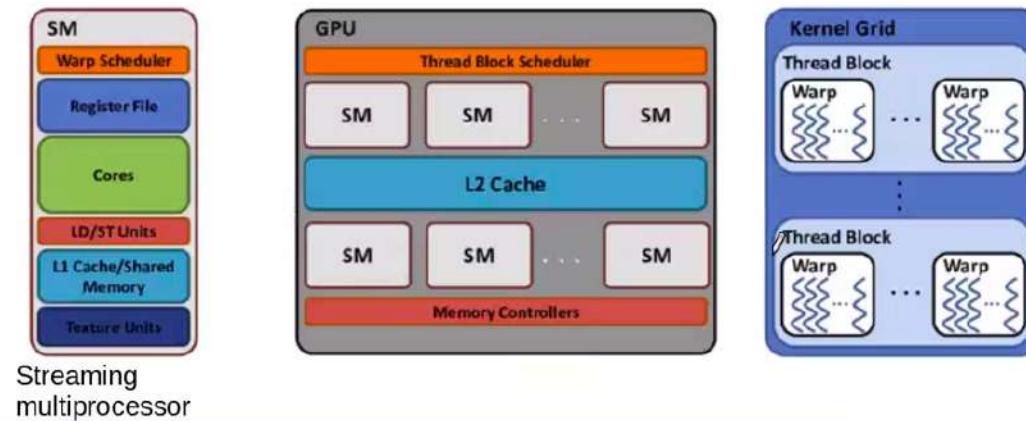 SM
Warp Scheduler
Register File
Cores
LD/ST Units
L1 Cache/Shared
Memory
Texture Units
Streaming
multiprocessor
GPU
Thread Block Scheduler
SM
SM
. . .
SM
L2 Cache
SM
SM
. . .
SM
Memory Controllers
Kernel Grid
Thread Block
Warp
...
...
Warp
...
Thread Block
Warp
...
...
Warp
...